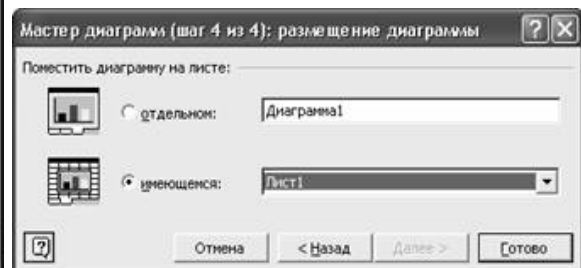 Мастер диаграмм (шаг 4 из 4): размещение диаграммы
Поместить диаграмму на листе:
отдельном: Диаграмма1
имеющемся: Лист1
Отмена < Назад Далее > Готово